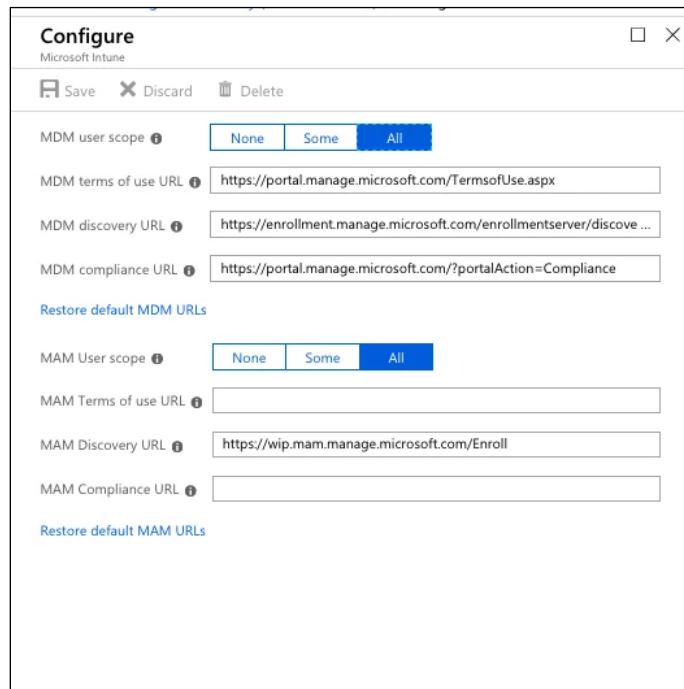 Configure
Microsoft Intune
Save Discard Delete
MDM user scope None Some All
MDM terms of use URL https://portal.manage.microsoft.com/TermsofUse.aspx
MDM discovery URL https://enrollment.manage.microsoft.com/enrollmentserver/discove ...
MDM compliance URL https://portal.manage.microsoft.com/?portalAction=Compliance
Restore default MDM URLs
MAM User scope None Some All
MAM Terms of use URL
MAM Discovery URL https://wip.mam.manage.microsoft.com/Enroll
MAM Compliance URL
Restore default MAM URLs